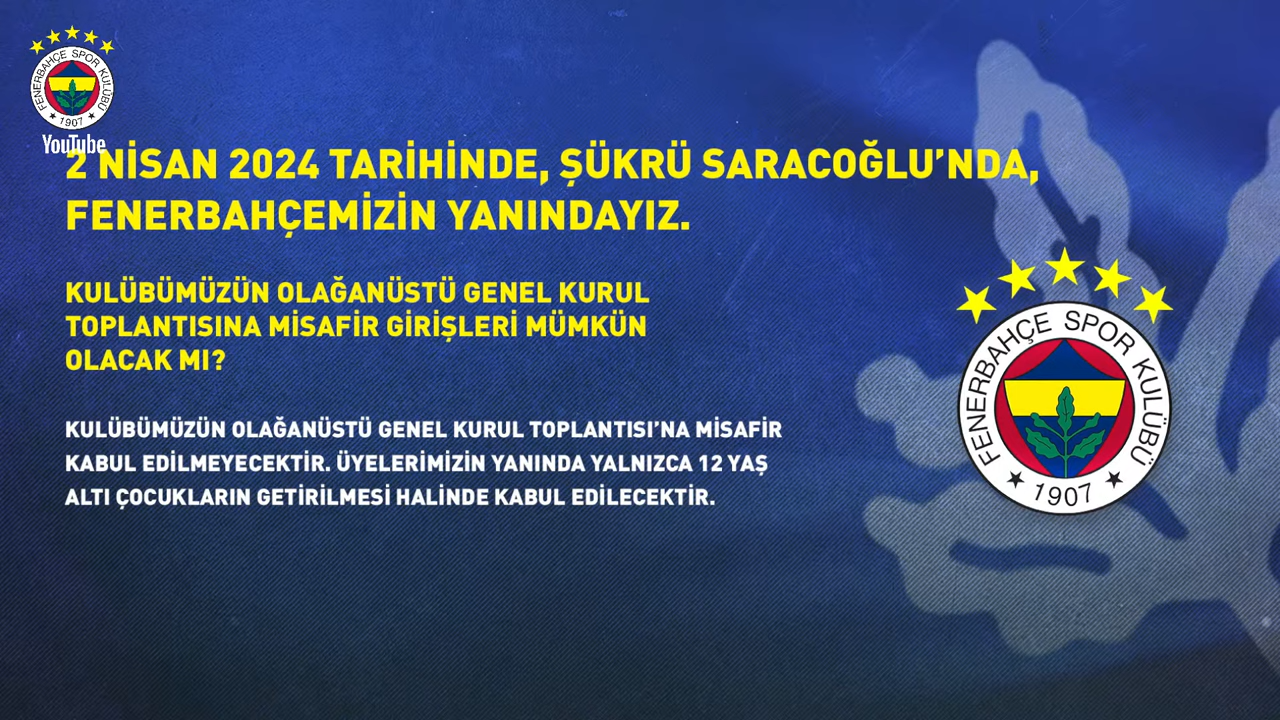 FENERBAHÇE SPOR KULÜBÜ
1907
YouTube
2 NİSAN 2024 TARİHİNDE, ŞÜKRÜ SARACOĞLU'NDA,
FENERBAHÇEMİZİN YANINDAYIZ.
KULÜBÜMÜZÜN OLAĞANÜSTÜ GENEL KURUL
TOPLANTISINA MİSAFİR GİRİŞLERİ MÜMKÜN
OLACAK MI?
KULÜBÜMÜZÜN OLAĞANÜSTÜ GENEL KURUL TOPLANTISI'NA MİSAFİR
KABUL EDİLMEYECEKTİR. ÜYELERİMİZİN YANINDA YALNIZCA 12 YAŞ
ALTI ÇOCUKLARIN GETİRİLMESİ HALİNDE KABUL EDİLECEKTİR.
FENERBAHÇE SPOR KULÜBÜ
1907